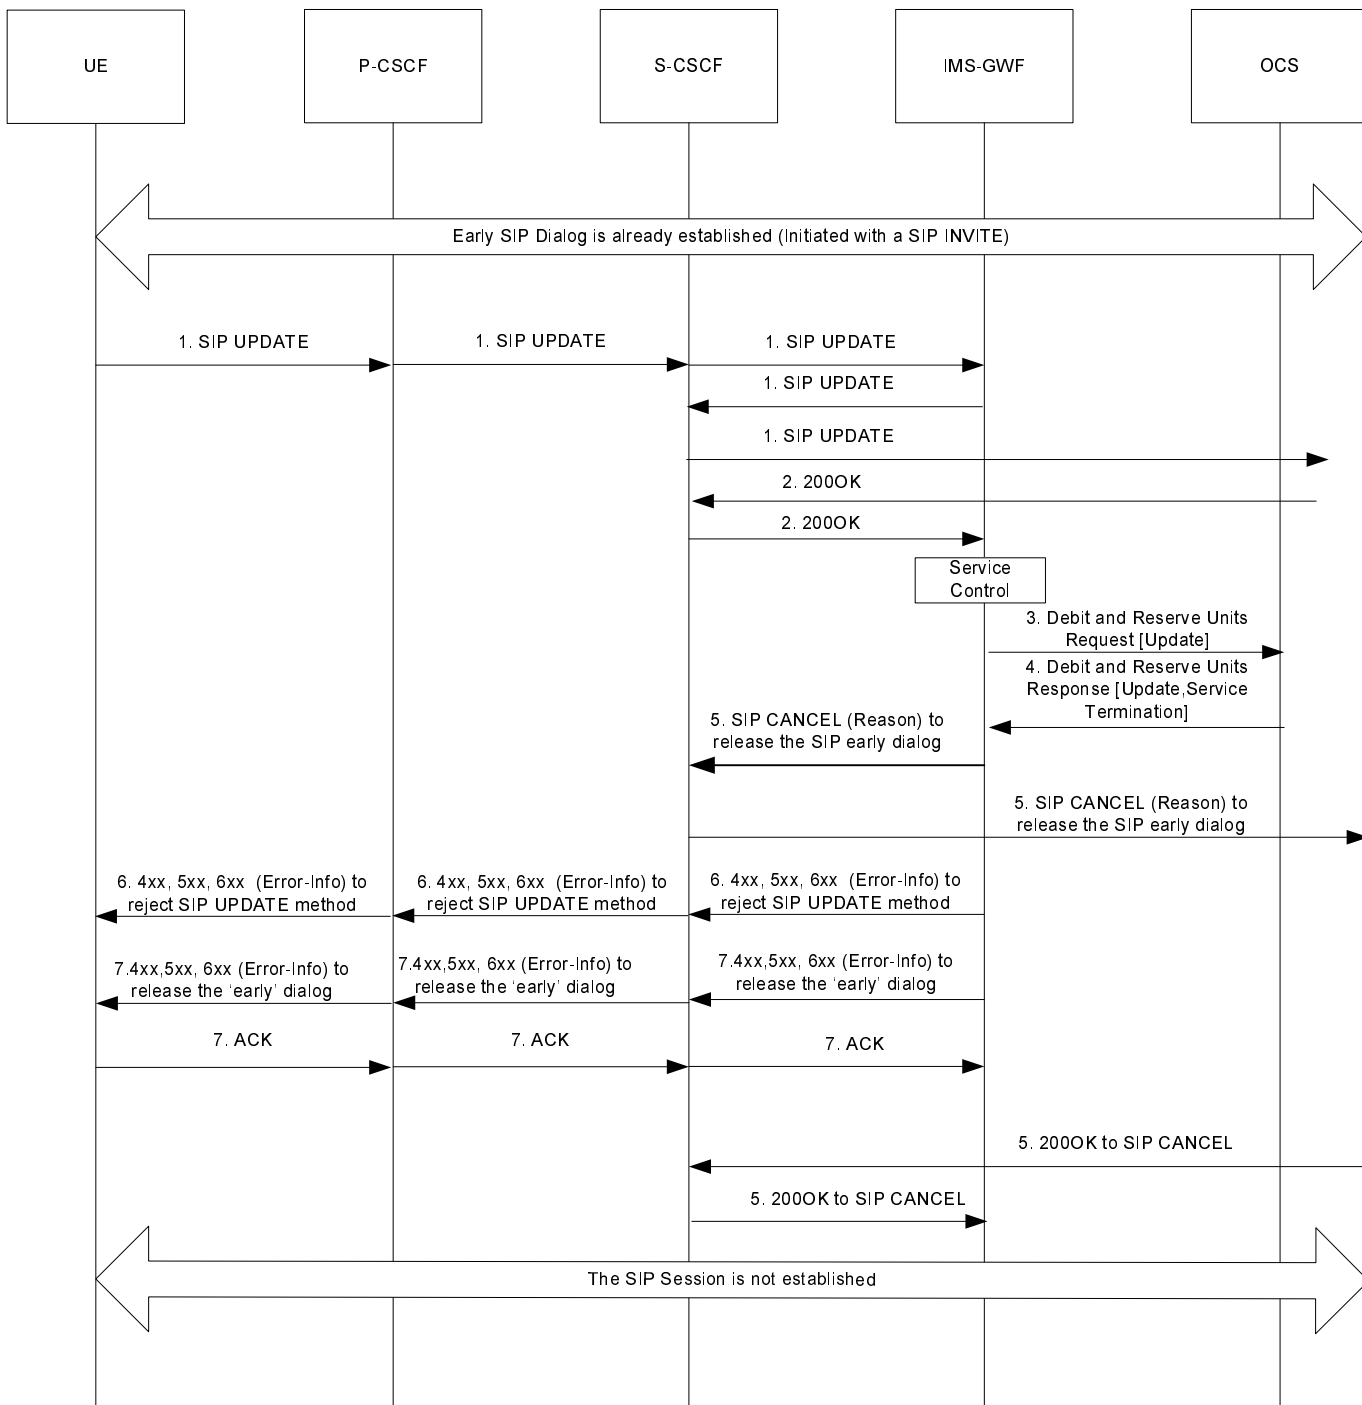 UE
P-CSCF
S-CSCF
IMS-GWF
OCS
Early SIP Dialog is already established (Initiated with a SIP INVITE)
1. SIP UPDATE
1. SIP UPDATE
1. SIP UPDATE
1. SIP UPDATE
1. SIP UPDATE
2. 200OK
2. 200OK
Service
Control
3. Debit and Reserve Units
Request [Update]
4. Debit and Reserve Units
Response [Update,Service
Termination]
5. SIP CANCEL (Reason) to
release the SIP early dialog
5. SIP CANCEL (Reason) to
release the SIP early dialog
6. 4xx, 5xx, 6xx (Error-Info) to
reject SIP UPDATE method
6. 4xx, 5xx, 6xx (Error-Info) to
reject SIP UPDATE method
6. 4xx, 5xx, 6xx (Error-Info) to
reject SIP UPDATE method
7.4xx,5xx, 6xx (Error-Info) to
release the ‘early’ dialog
7.4xx,5xx, 6xx (Error-Info) to
release the ‘early’ dialog
7.4xx,5xx, 6xx (Error-Info) to
release the ‘early’ dialog
7. ACK
7. ACK
7. ACK
5. 200OK to SIP CANCEL
5. 200OK to SIP CANCEL
The SIP Session is not established